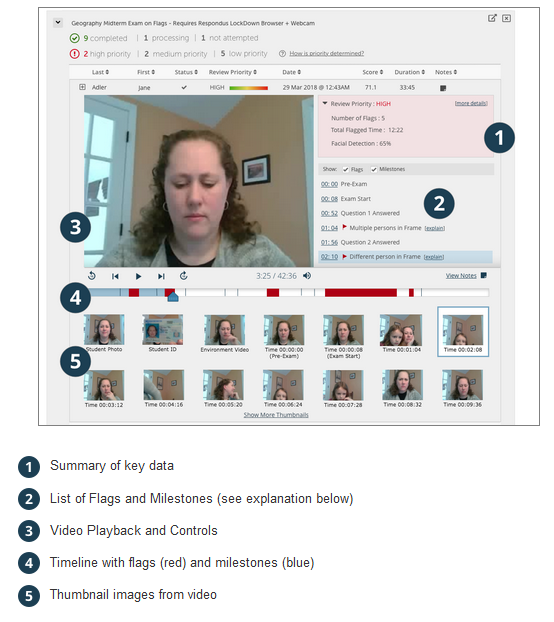 Geography Midterm Exam on Flags - Requires Respondus LockDown Browser + Webcam
9 completed | 1 processing | 1 not attempted
2 high priority | 2 medium priority | 5 low priority ? How is priority determined?
Last First Status Review Priority Date Score Duration Notes
Adler Jane HIGH 29 Mar 2018 @ 12:43AM 71.1 33:45
Review Priority : HIGH [more details]
Number of Flags : 5
Total Flagged Time : 12:22
Facial Detection : 65%
1
Show: Flags Milestones
00: 00 Pre-Exam
00: 08 Exam Start
00: 52 Question 1 Answered
01: 04 Multiple persons in Frame [explain]
01: 56 Question 2 Answered
02: 10 Different person in Frame [explain]
2
3
3:25 / 42:36 View Notes
4
Student Photo Student ID Environment Video Time 00:00:00 (Pre-Exam) Time 00:00:08 (Exam Start) Time 00:01:04 Time 00:02:08
5
Time 00:03:12 Time 00:04:16 Time 00:05:20 Time 00:06:24 Time 00:07:28 Time 00:08:32 Time 00:09:36
Show More Thumbnails
1 Summary of key data
2 List of Flags and Milestones (see explanation below)
3 Video Playback and Controls
4 Timeline with flags (red) and milestones (blue)
5 Thumbnail images from video